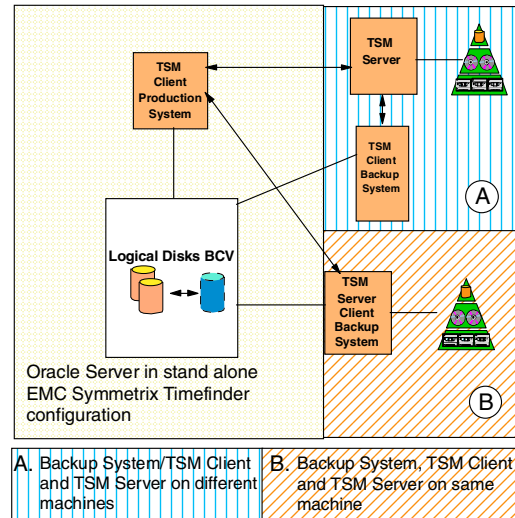 TSM
Client
Production
System
TSM
Server
TSM
Client
Backup
System
A
Logical Disks BCV
TSM
Server
Client
Backup
System
B
Oracle Server in stand alone
EMC Symmetrix Timefinder
configuration
A. Backup System/TSM Client
and TSM Server on different
machines
B. Backup System, TSM Client
and TSM Server on same
machine